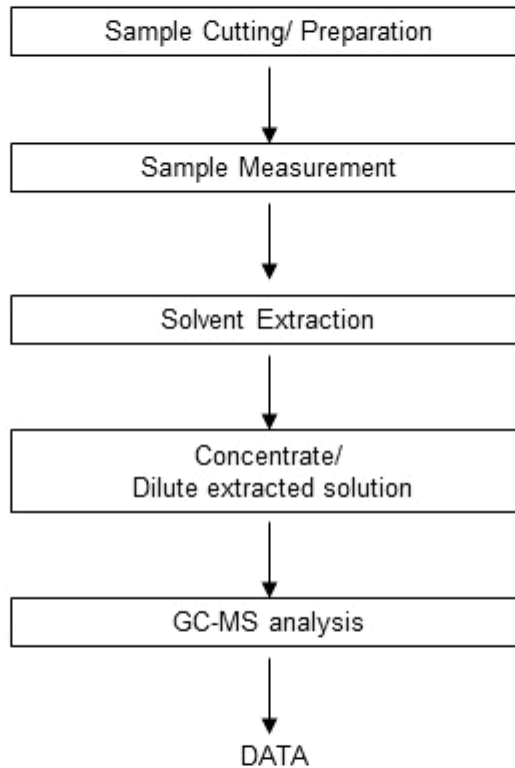 Sample Cutting/ Preparation
Sample Measurement
Solvent Extraction
Concentrate/
Dilute extracted solution
GC-MS analysis
DATA